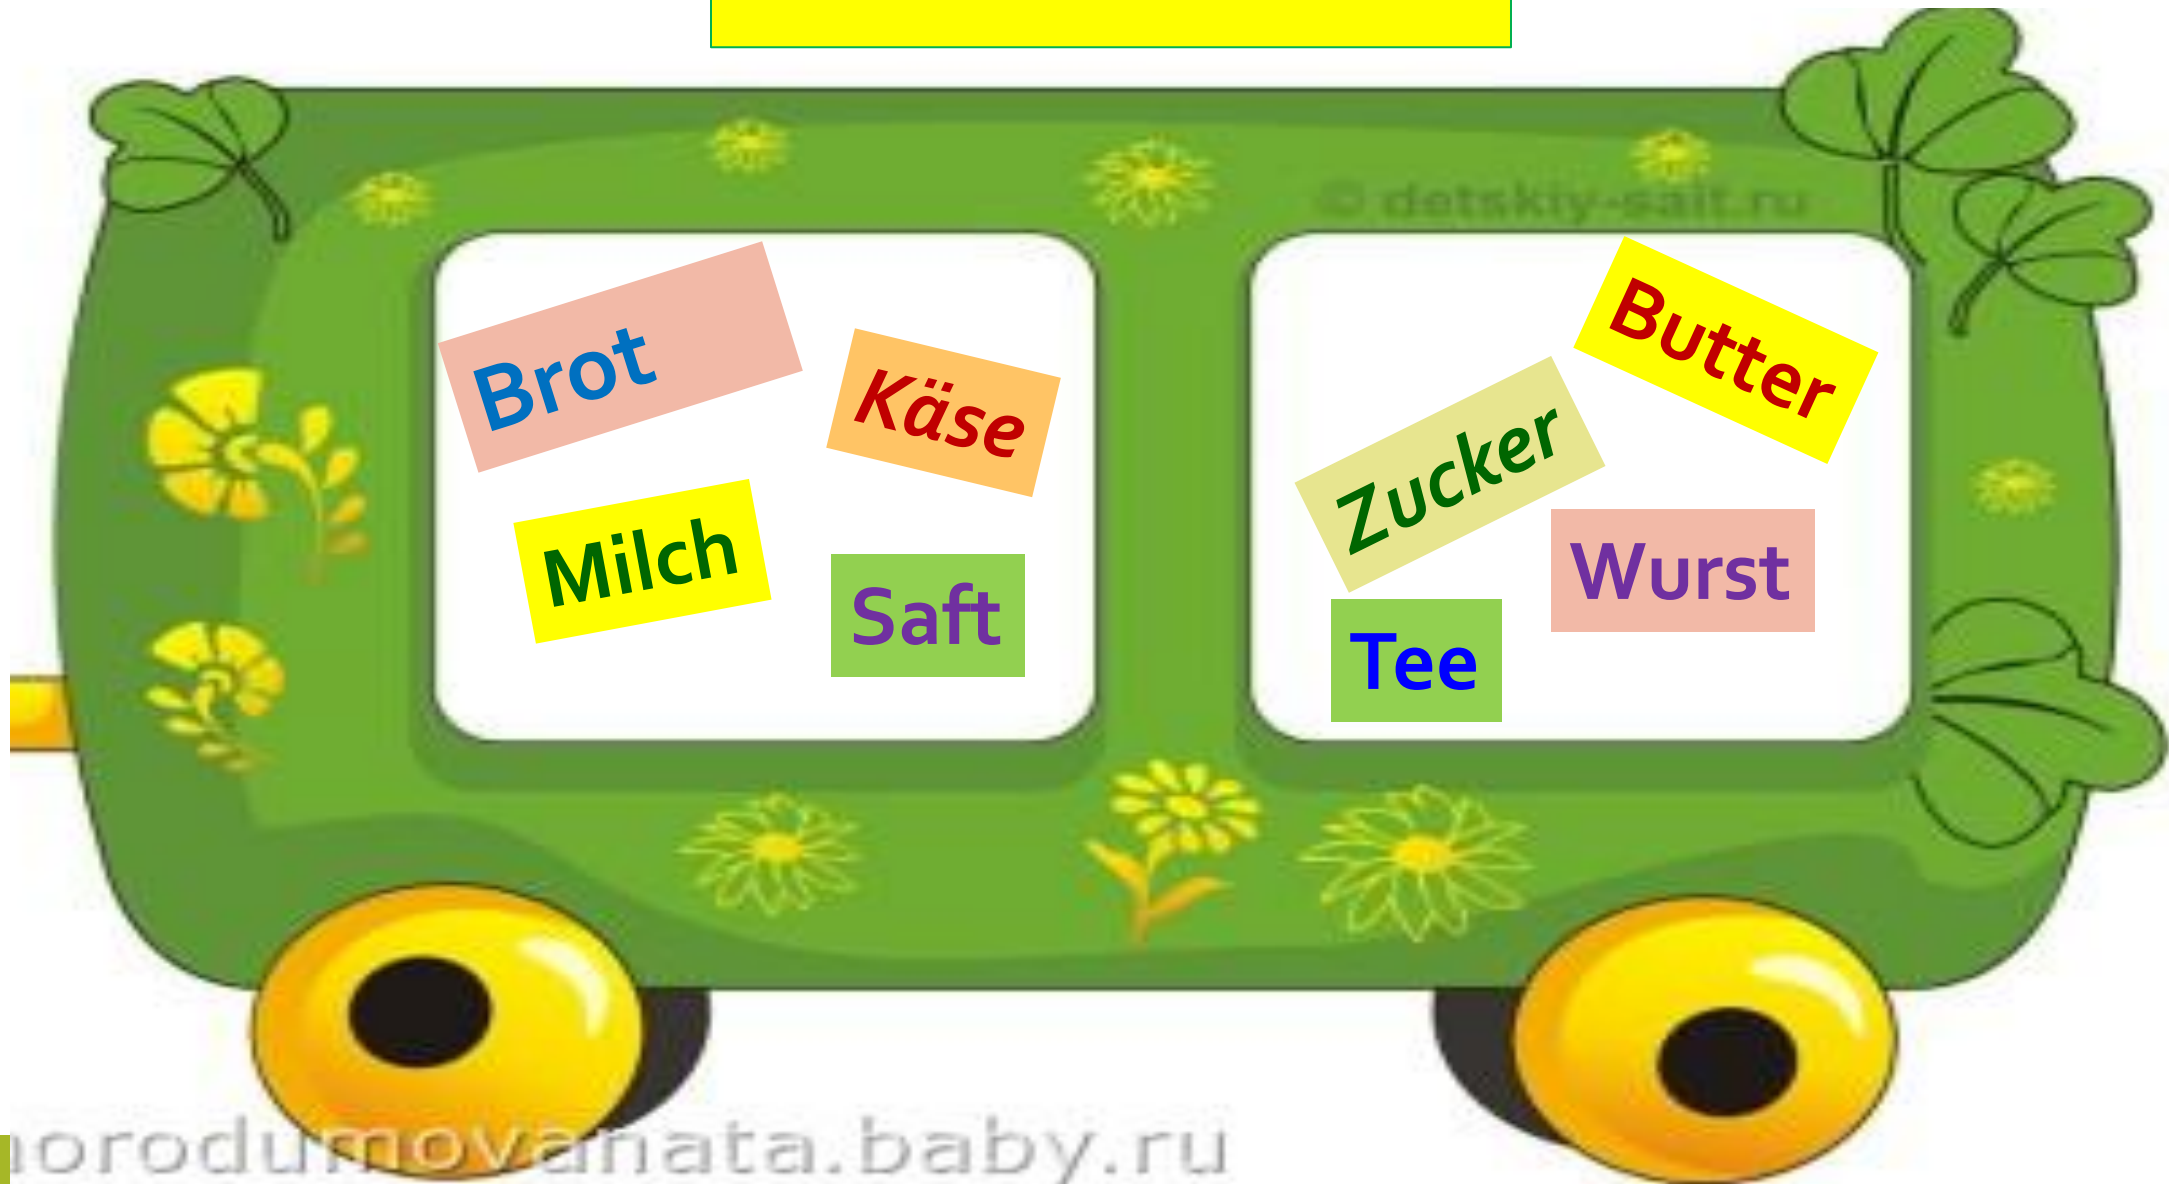 © detskiy-sait.ru
Brot
Käse
Milch
Saft
Butter
Zucker
Wurst
Tee
norodumovanata.baby.ru